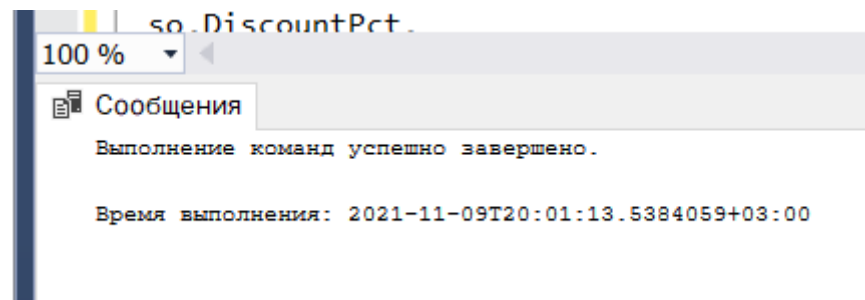 so.DiscountPct,
100 %
Сообщения
Выполнение команд успешно завершено.
Время выполнения: 2021-11-09T20:01:13.5384059+03:00